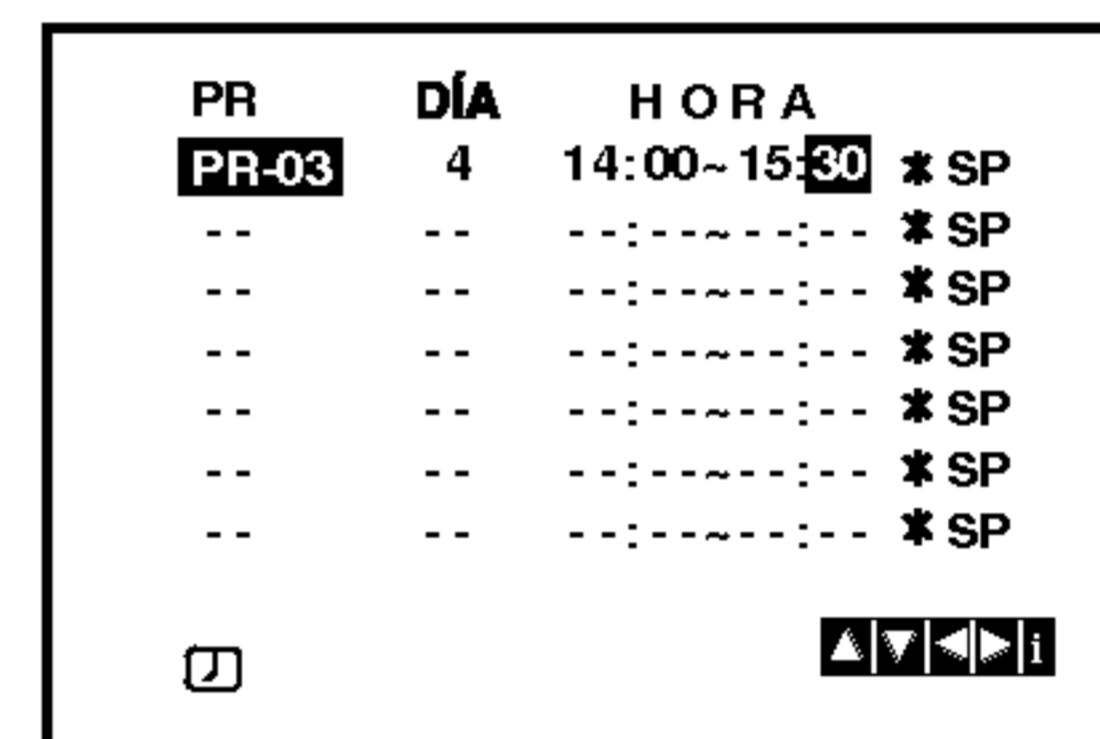 PR DÍA HORA
PR-03 4 14:00~15:30 * SP
-- -- --:--~--:-- * SP
-- -- --:--~--:-- * SP
-- -- --:--~--:-- * SP
-- -- --:--~--:-- * SP
-- -- --:--~--:-- * SP
-- -- --:--~--:-- * SP
i